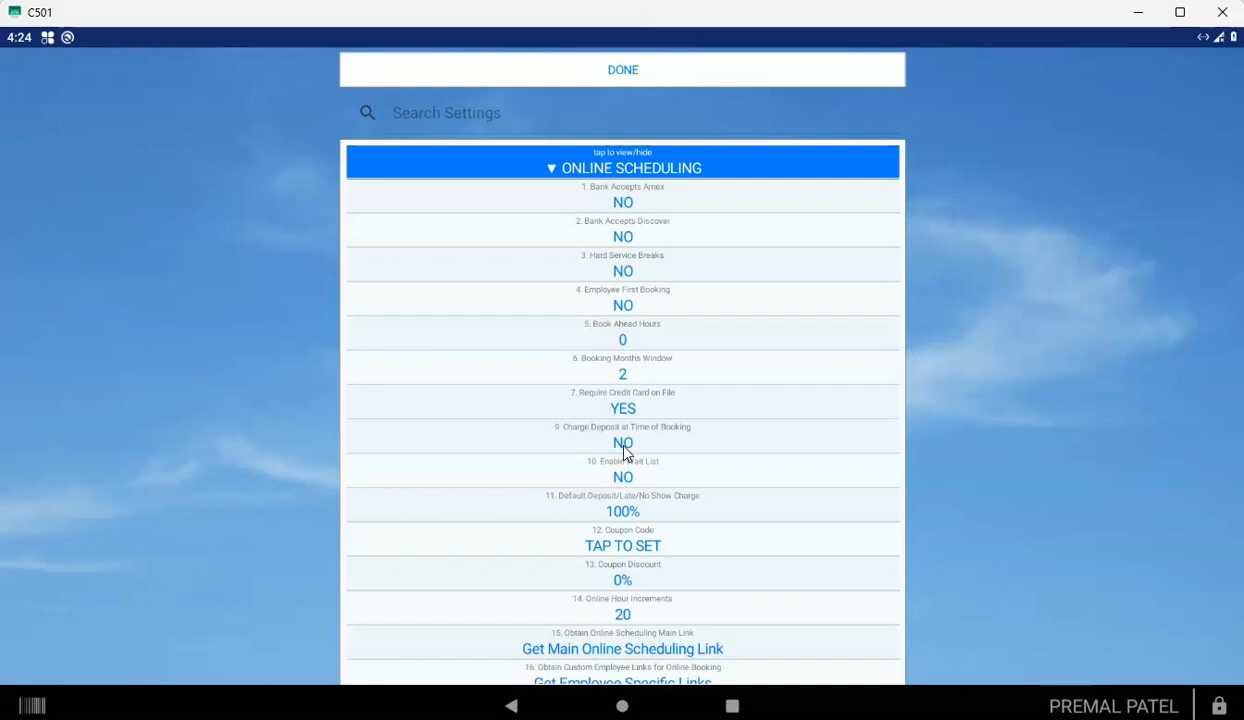 C501
4:24
DONE
Search Settings
tap to view/hide
▼ ONLINE SCHEDULING
1. Bank Accepts Amex
NO
2. Bank Accepts Discover
NO
3. Hard Service Breaks
NO
4. Employee First Booking
NO
5. Book Ahead Hours
0
6. Booking Months Window
2
7. Require Credit Card on File
YES
9. Charge Deposit at Time of Booking
NO
10. Enable Wait List
NO
11. Default Deposit/Late/No Show Charge
100%
12. Coupon Code
TAP TO SET
13. Coupon Discount
0%
14. Online Hour Increments
20
15. Obtain Online Scheduling Main Link
Get Main Online Scheduling Link
16. Obtain Custom Employee Links for Online Booking
Get Employee Specific Links
PREMAL PATEL